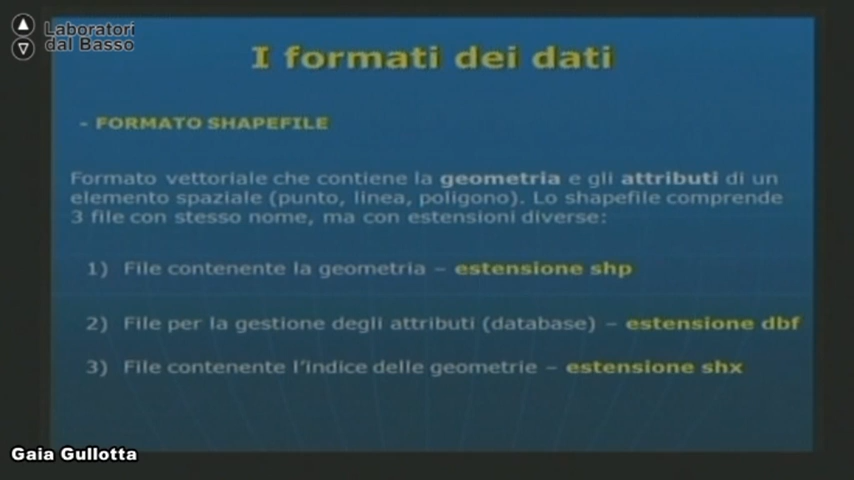 Laboratori
dal Basso
I formati dei dati
- FORMATO SHAPEFILE
Formato vettoriale che contiene la geometria e gli attributi di un
elemento spaziale (punto, linea, poligono). Lo shapefile comprende
3 file con stesso nome, ma con estensioni diverse:
1) File contenente la geometria – estensione shp
2) File per la gestione degli attributi (database) – estensione dbf
3) File contenente l'indice delle geometrie – estensione shx
Gaia Gullotta